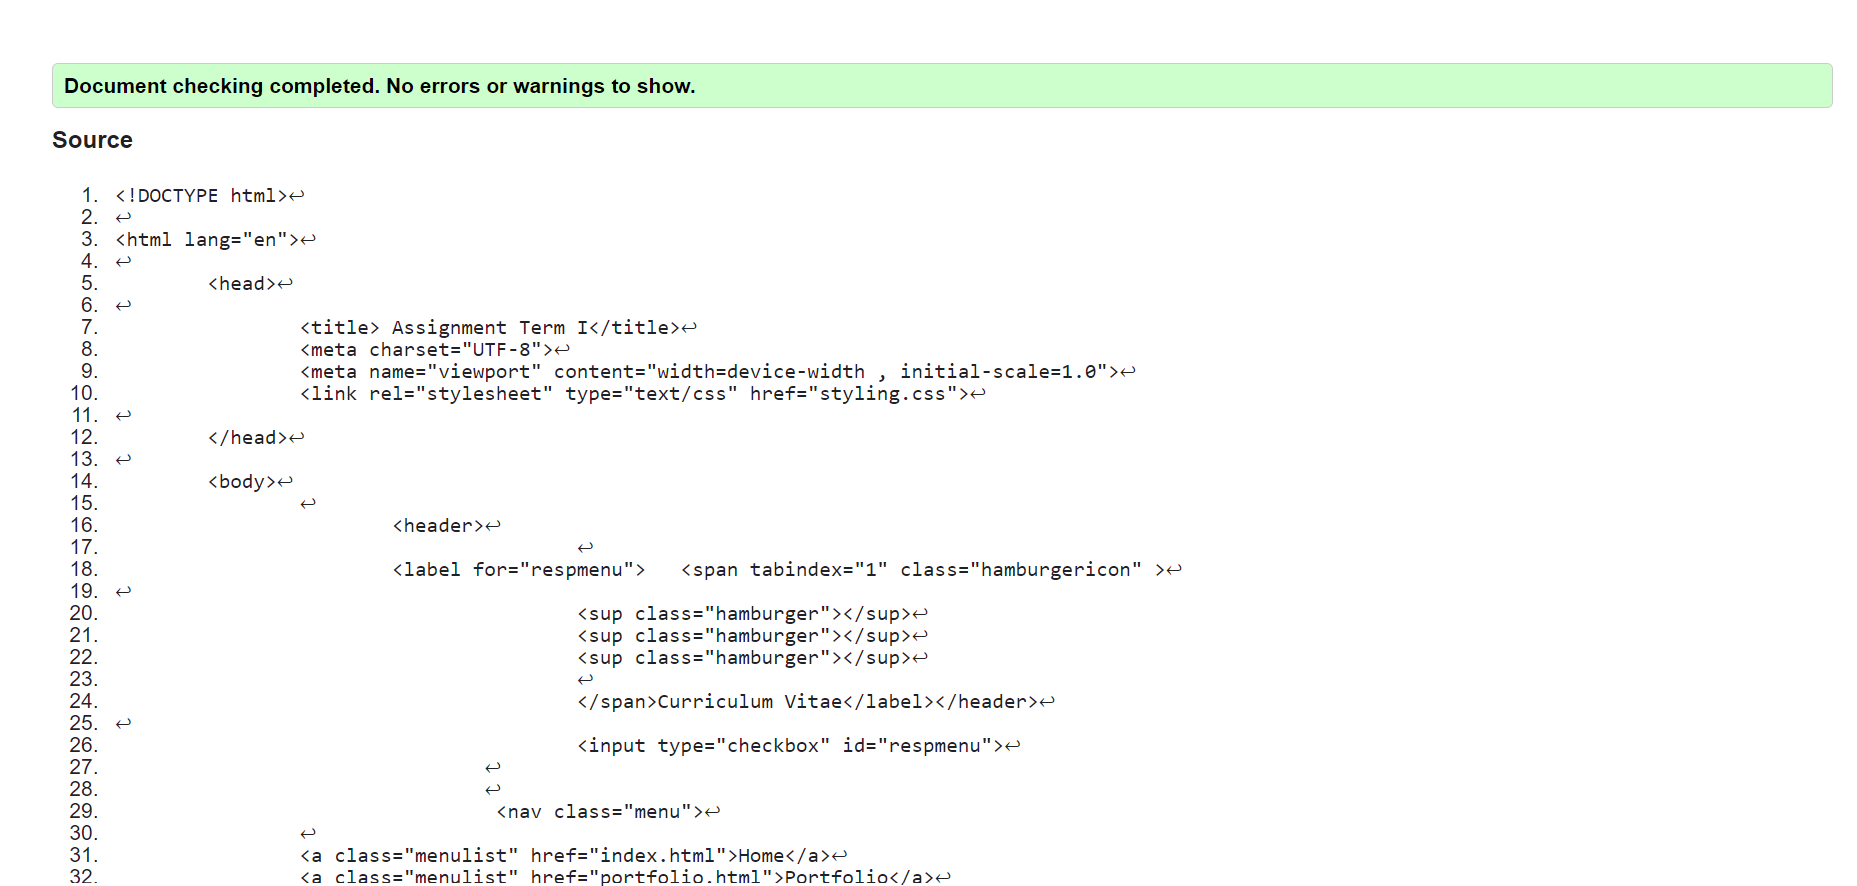 Document checking completed. No errors or warnings to show.
Source
1. <!DOCTYPE html>↩
2. ↩
3. <html lang="en">↩
4. ↩
5. <head>↩
6. ↩
7. <title> Assignment Term I</title>↩
8. <meta charset="UTF-8">↩
9. <meta name="viewport" content="width=device-width , initial-scale=1.0">↩
10. <link rel="stylesheet" type="text/css" href="styling.css">↩
11. ↩
12. </head>↩
13. ↩
14. <body>↩
15. ↩
16. <header>↩
17. ↩
18. <label for="respmenu">   <span tabindex="1" class="hamburgericon" >↩
19. ↩
20. <sup class="hamburger"></sup>↩
21. <sup class="hamburger"></sup>↩
22. <sup class="hamburger"></sup>↩
23. ↩
24. </span>Curriculum Vitae</label></header>↩
25. ↩
26. <input type="checkbox" id="respmenu">↩
27. ↩
28. ↩
29. <nav class="menu">↩
30. ↩
31. <a class="menulist" href="index.html">Home</a>↩
32. <a class="menulist" href="portfolio.html">Portfolio</a>↩